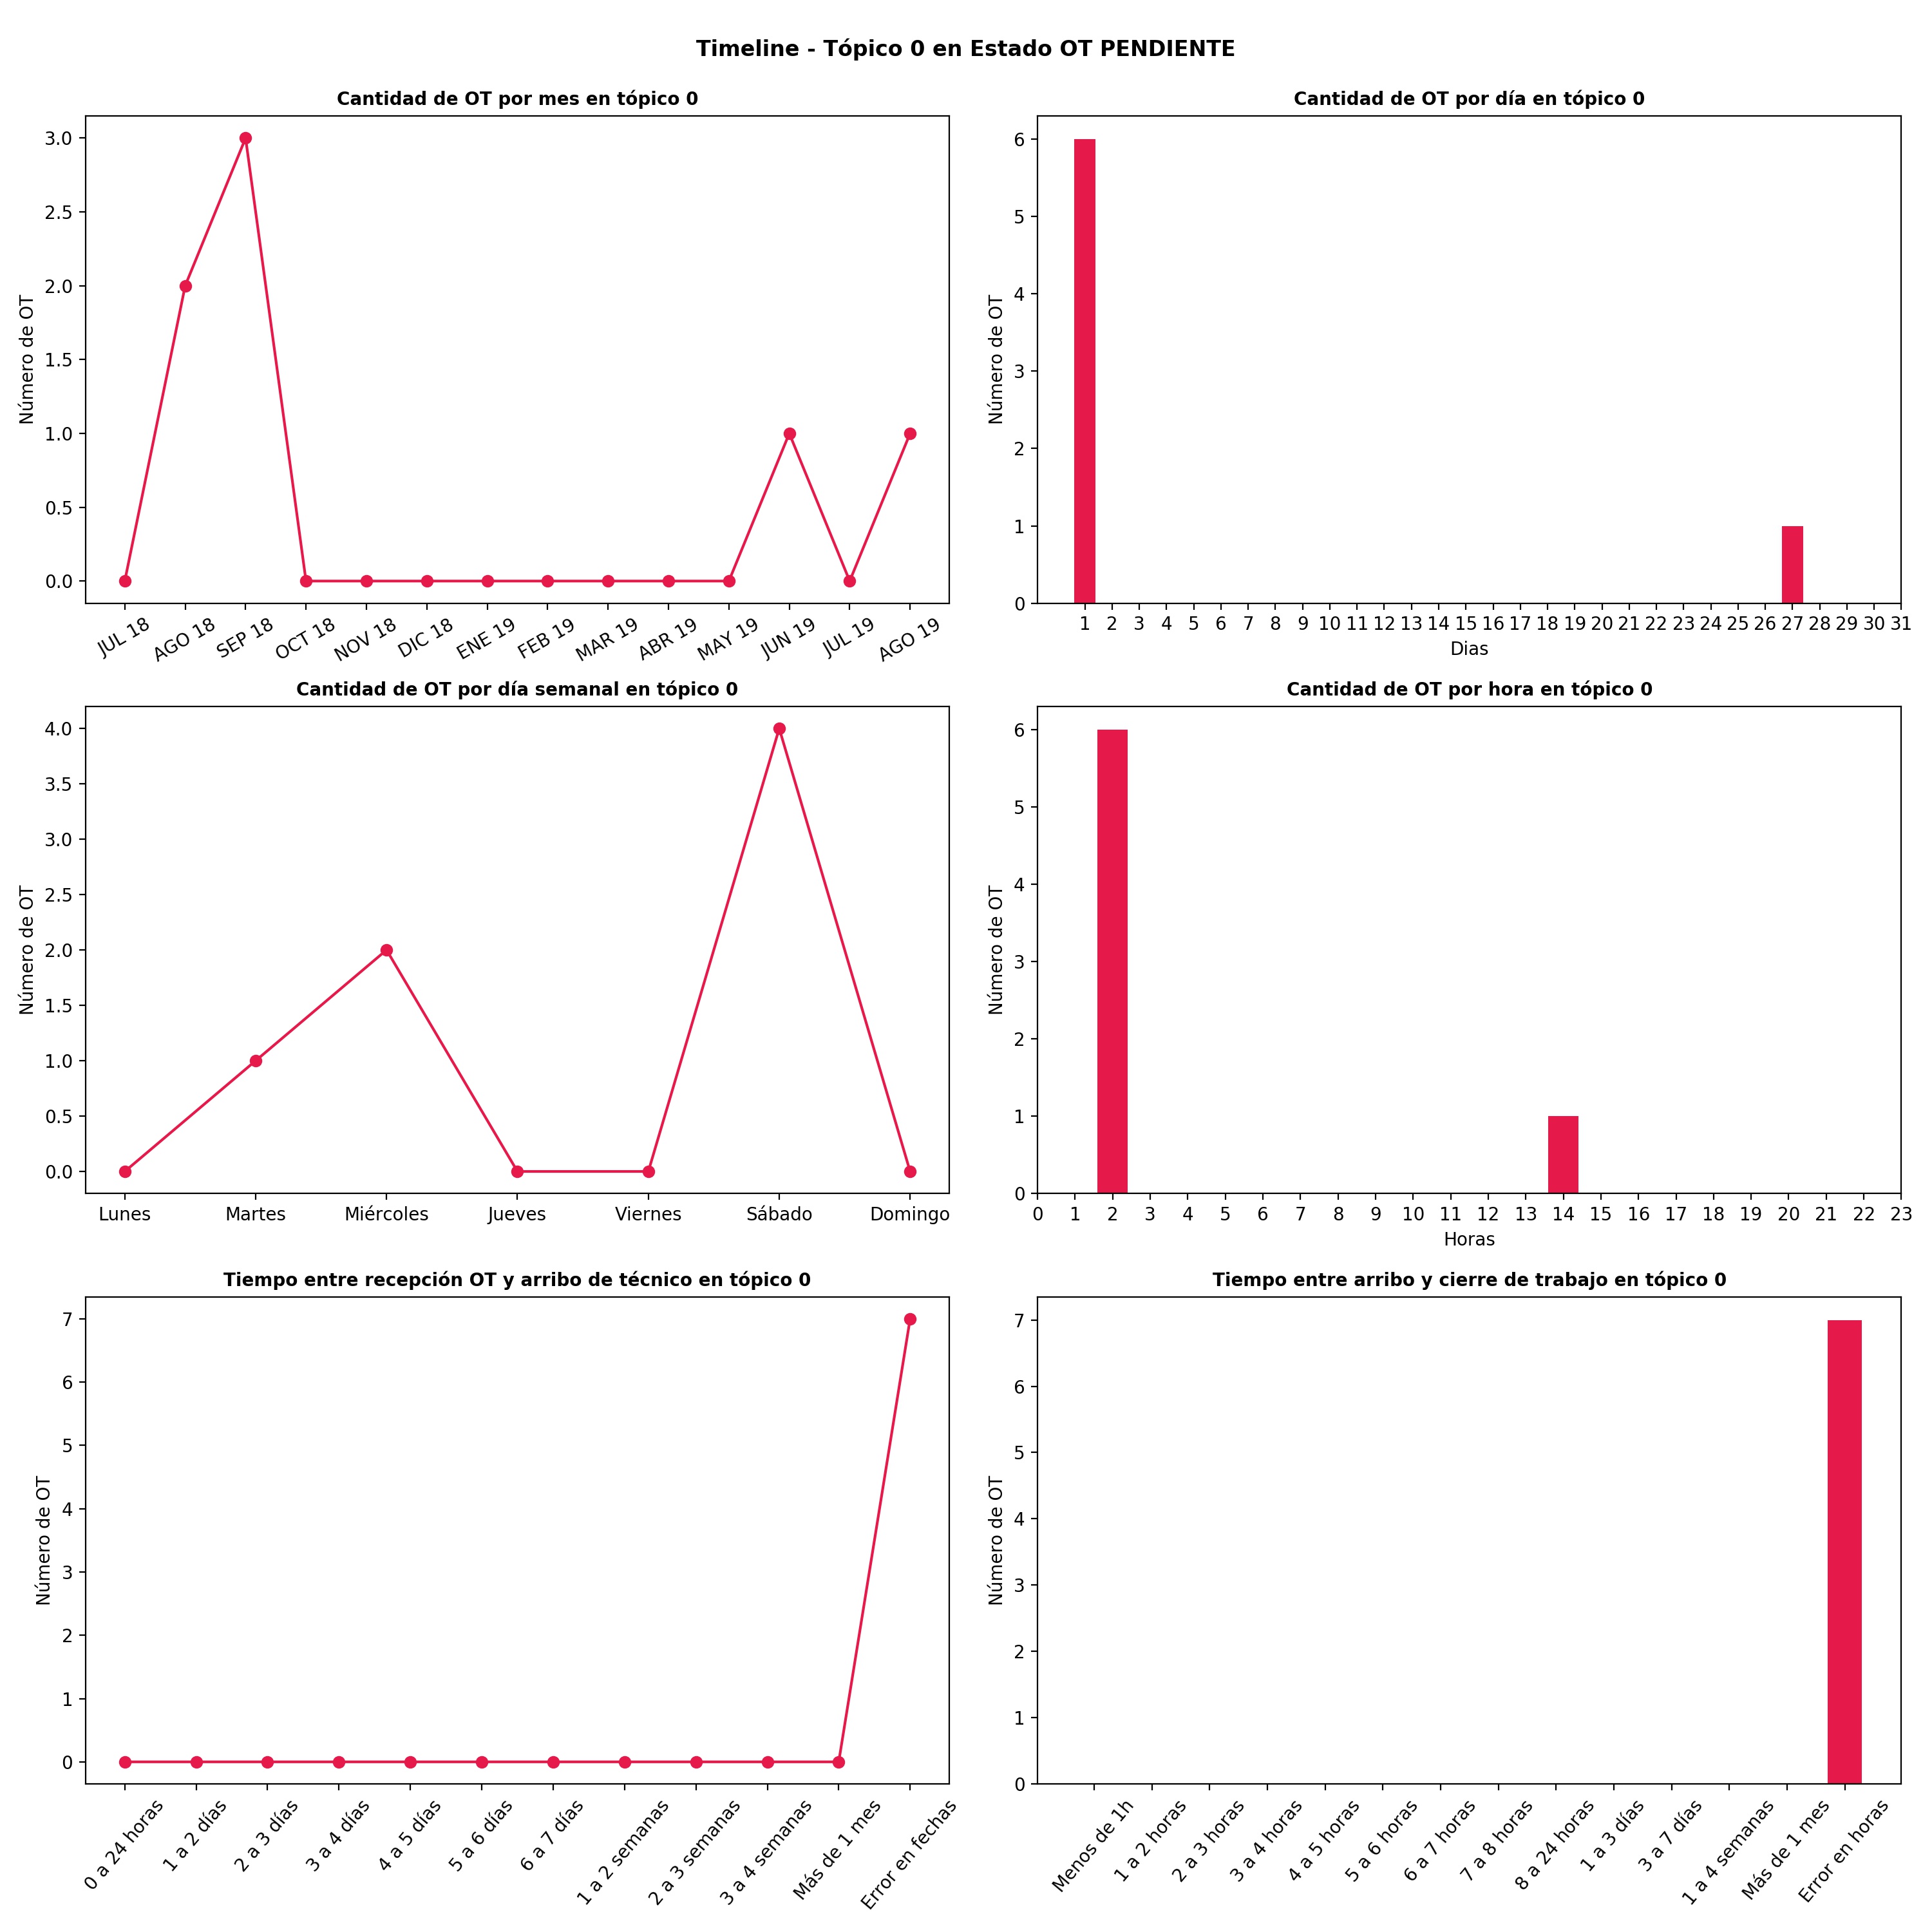 Timeline - Tópico 0 en Estado OT PENDIENTE
Cantidad de OT por mes en tópico 0
Número de OT
3.0
2.5
2.0
1.5
1.0
0.5
0.0
JUL 18 AGO 18 SEP 18 OCT 18 NOV 18 DIC 18 ENE 19 FEB 19 MAR 19 ABR 19 MAY 19 JUN 19 JUL 19 AGO 19
Cantidad de OT por día en tópico 0
Número de OT
6
5
4
3
2
1
0
1 2 3 4 5 6 7 8 9 10 11 12 13 14 15 16 17 18 19 20 21 22 23 24 25 26 27 28 29 30 31
Dias
Cantidad de OT por día semanal en tópico 0
Número de OT
4.0
3.5
3.0
2.5
2.0
1.5
1.0
0.5
0.0
Lunes Martes Miércoles Jueves Viernes Sábado Domingo
Cantidad de OT por hora en tópico 0
Número de OT
6
5
4
3
2
1
0
0 1 2 3 4 5 6 7 8 9 10 11 12 13 14 15 16 17 18 19 20 21 22 23
Horas
Tiempo entre recepción OT y arribo de técnico en tópico 0
Número de OT
7
6
5
4
3
2
1
0
0 a 24 horas
1 a 2 días
2 a 3 días
3 a 4 días
4 a 5 días
5 a 6 días
6 a 7 días
1 a 2 semanas
2 a 3 semanas
3 a 4 semanas
Más de 1 mes
Error en fechas
Tiempo entre arribo y cierre de trabajo en tópico 0
Número de OT
7
6
5
4
3
2
1
0
Menos de 1h
1 a 2 horas
2 a 3 horas
3 a 4 horas
4 a 5 horas
5 a 6 horas
6 a 7 horas
7 a 8 horas
8 a 24 horas
1 a 3 días
3 a 7 días
1 a 4 semanas
Más de 1 mes
Error en horas